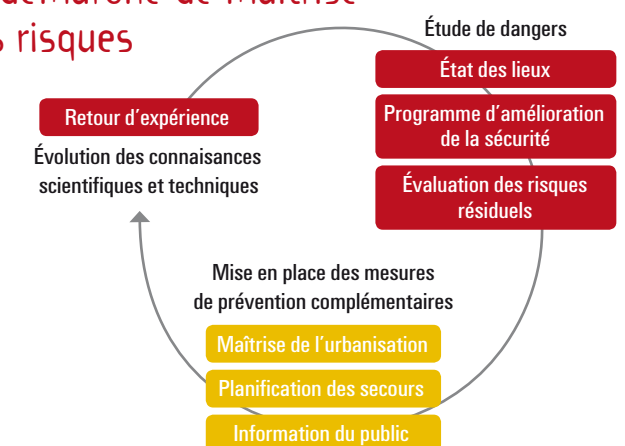 démarche de maîtrise
risques
Étude de dangers
État des lieux
Programme d'amélioration
de la sécurité
Évaluation des risques
résiduels
Retour d'expérience
Évolution des connaisances
scientifiques et techniques
Mise en place des mesures
de prévention complémentaires
Maîtrise de l'urbanisation
Planification des secours
Information du public